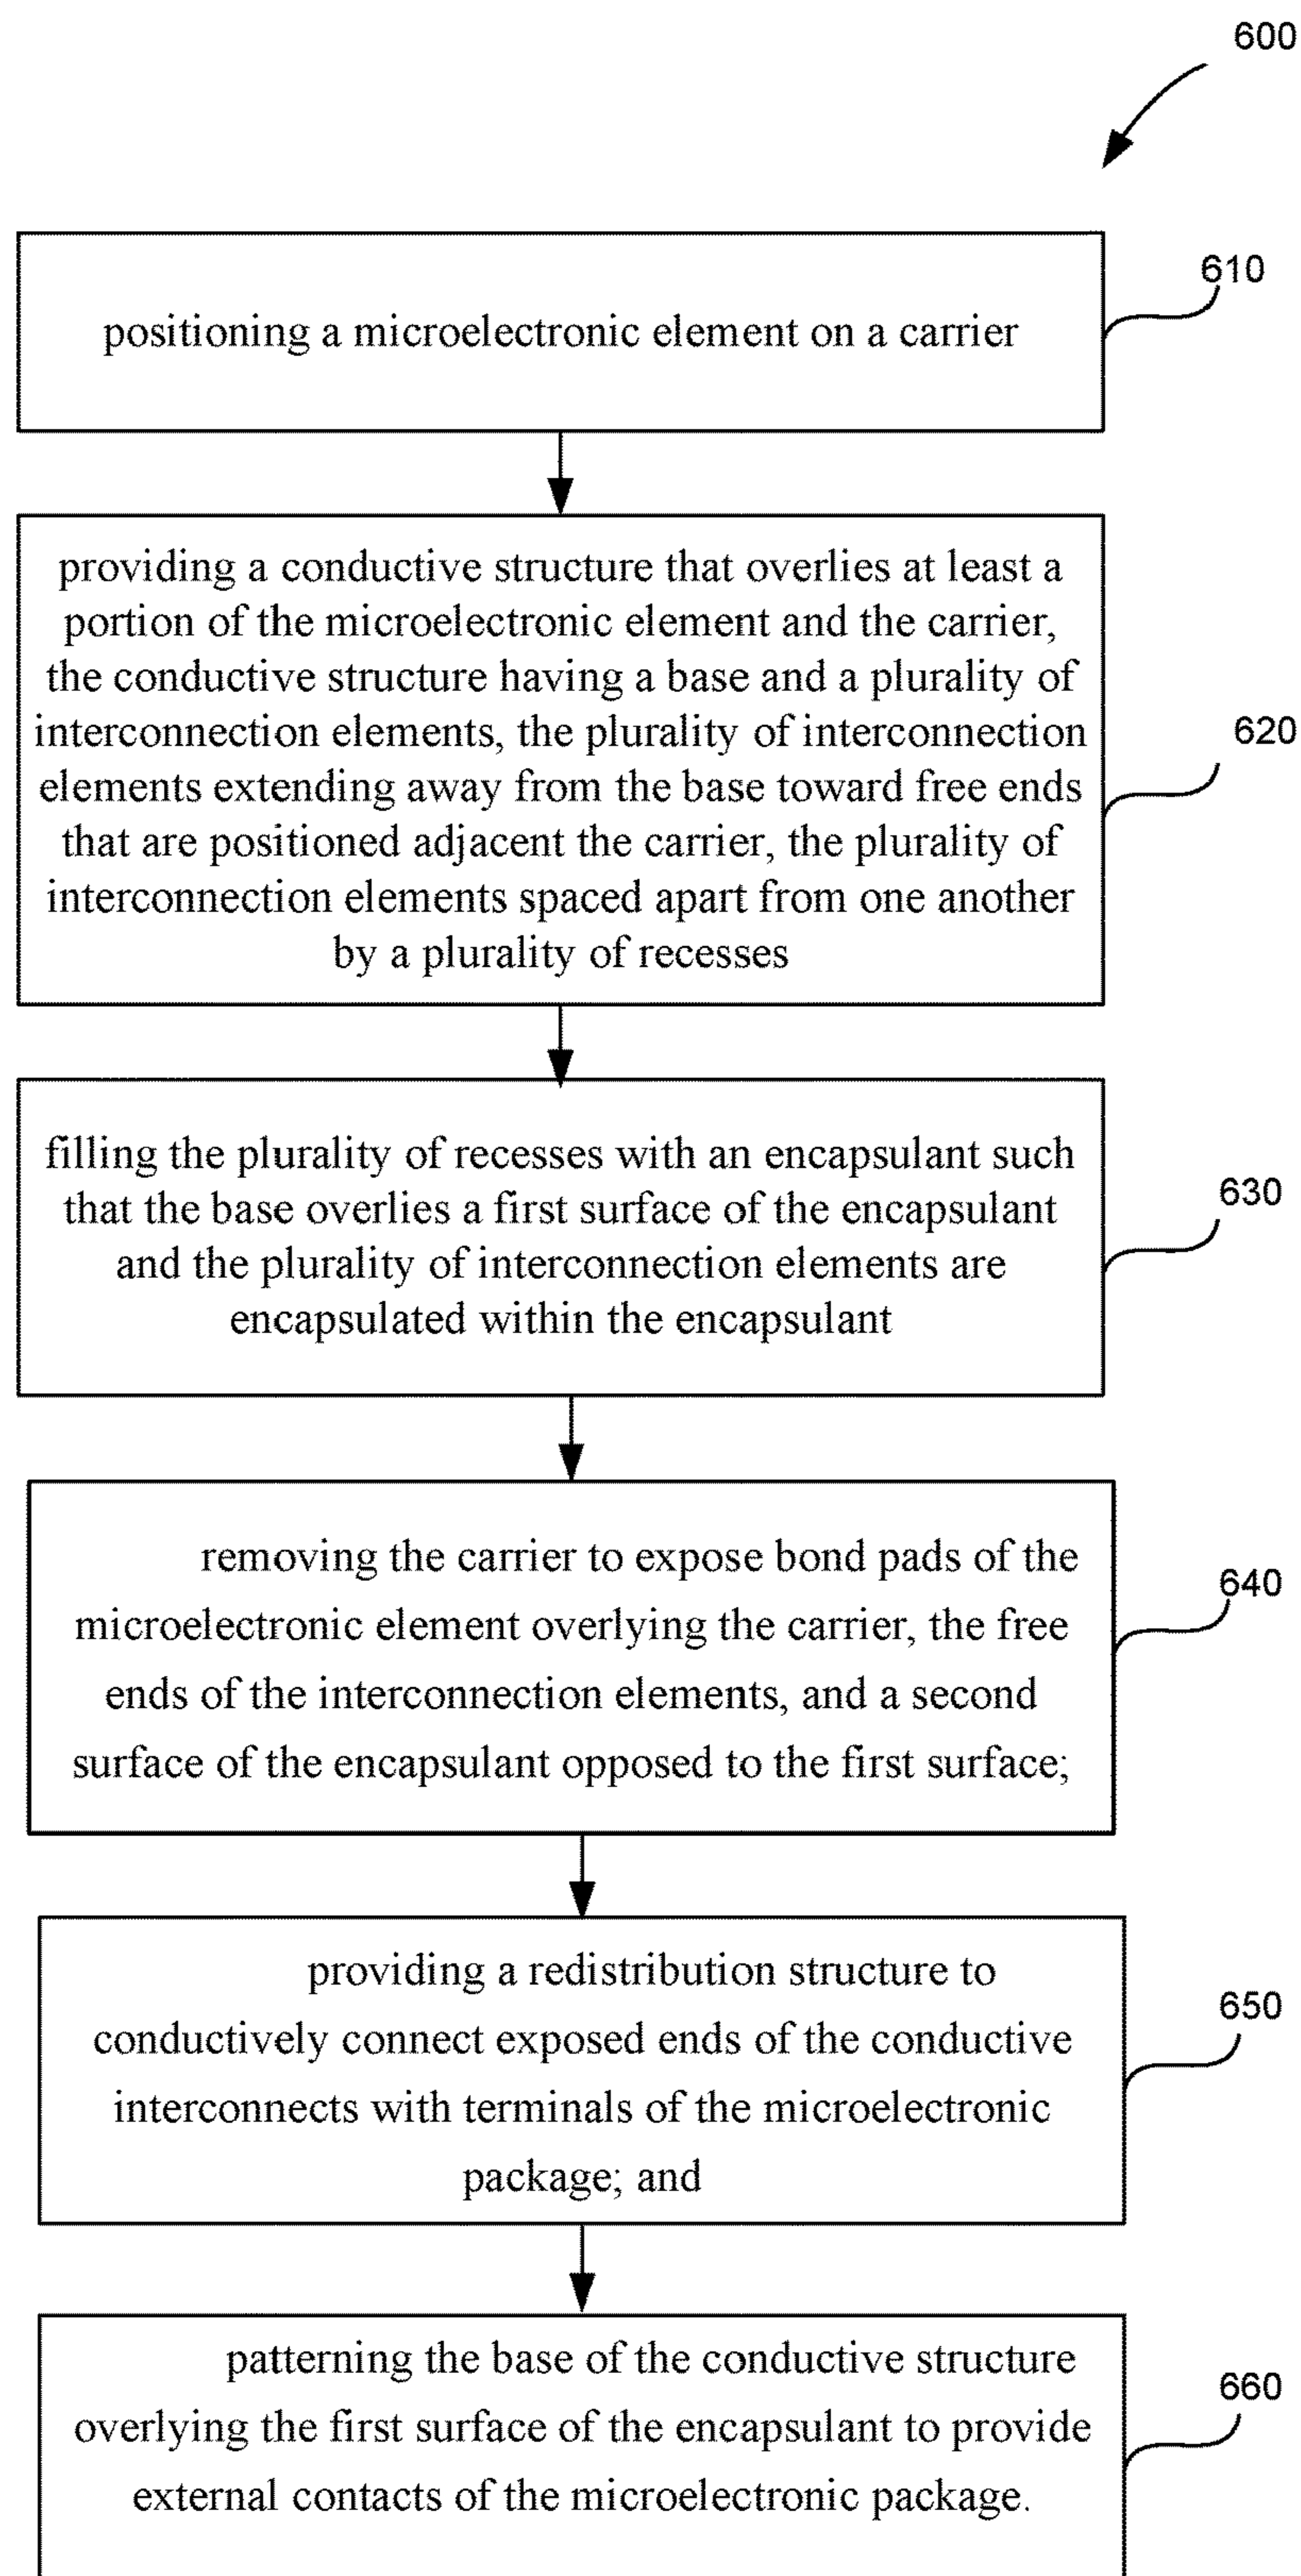 600
610
positioning a microelectronic element on a carrier
providing a conductive structure that overlies at least a
portion of the microelectronic element and the carrier,
the conductive structure having a base and a plurality of
interconnection elements, the plurality of interconnection
620
elements extending away from the base toward free ends
that are positioned adjacent the carrier, the plurality of
interconnection elements spaced apart from one another
by a plurality of recesses
filling the plurality of recesses with an encapsulant such
630
that the base overlies a first surface of the encapsulant
and the plurality of interconnection elements are
encapsulated within the encapsulant
removing the carrier to expose bond pads of the
640
microelectronic element overlying the carrier, the free
ends of the interconnection elements, and a second
surface of the encapsulant opposed to the first surface;
providing a redistribution structure to
650
conductively connect exposed ends of the conductive
interconnects with terminals of the microelectronic
package; and
patterning the base of the conductive structure
660
overlying the first surface of the encapsulant to provide
external contacts of the microelectronic package.